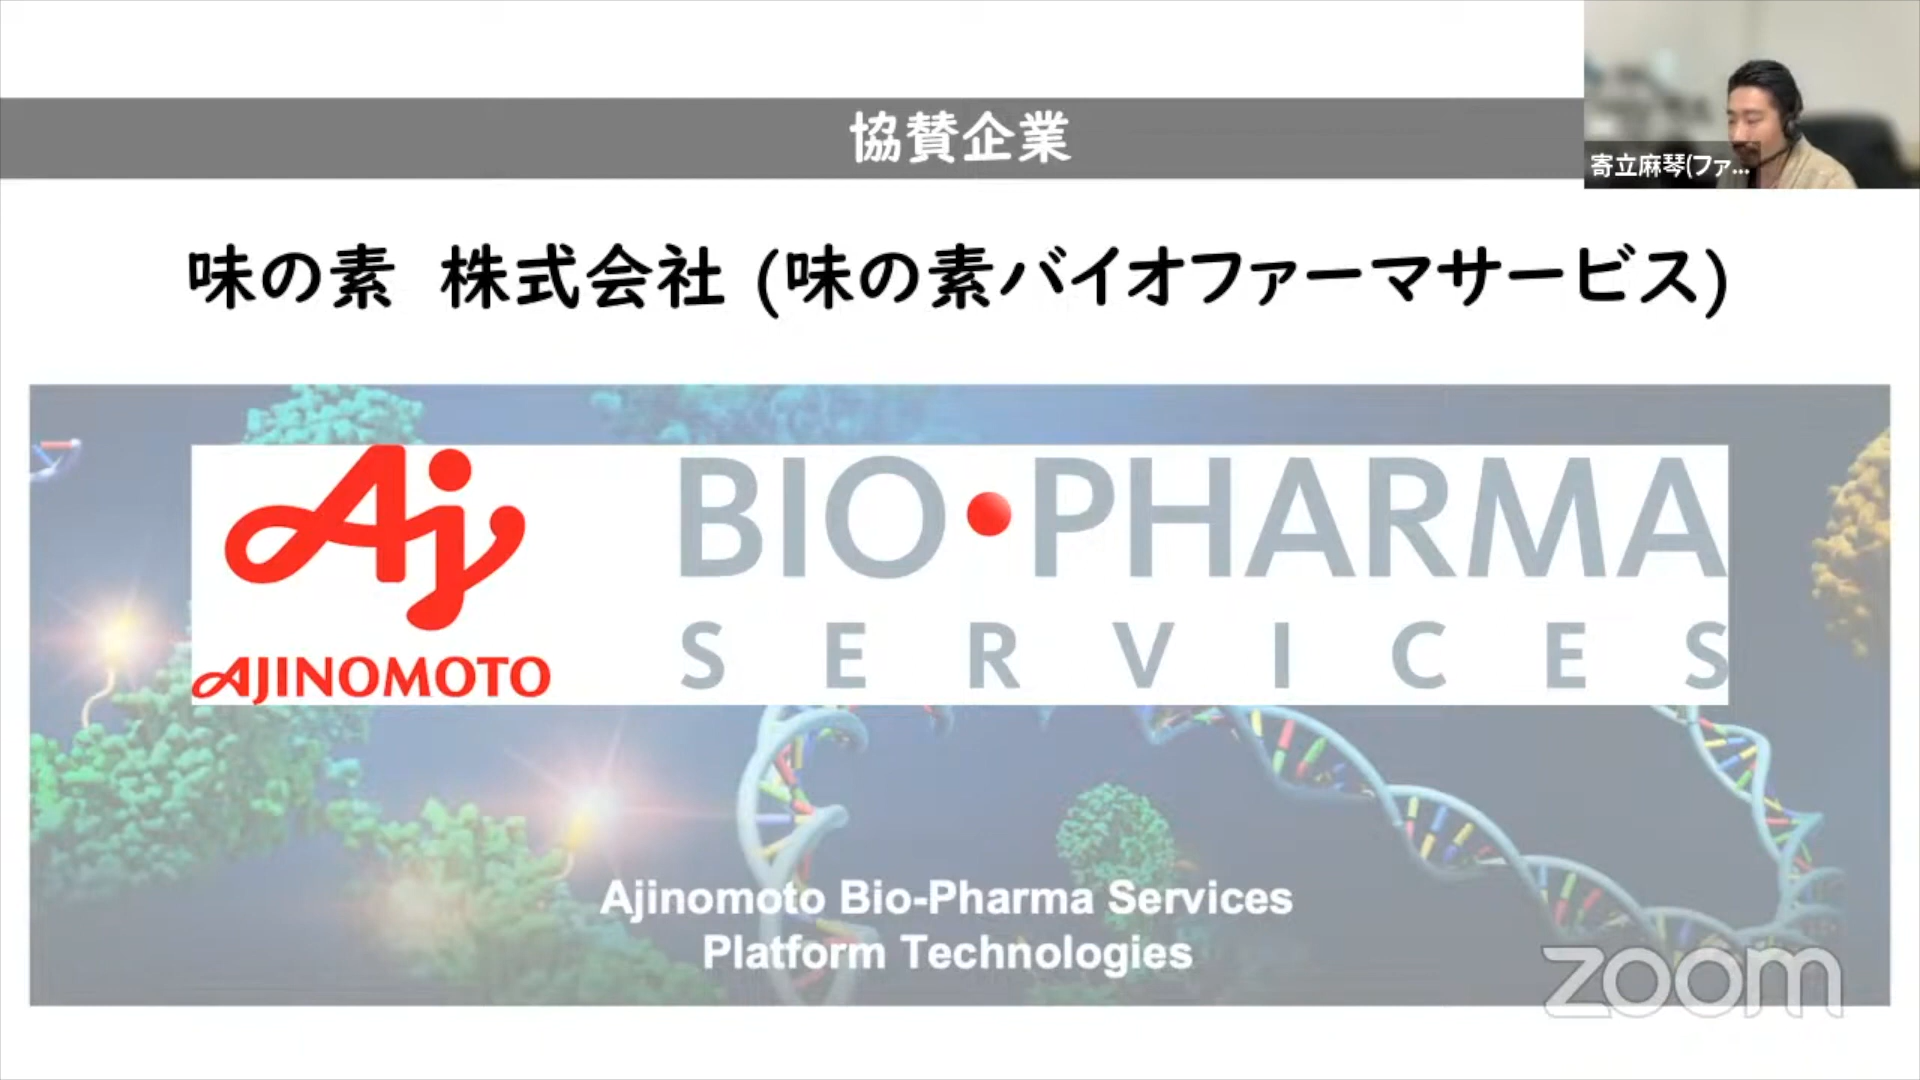 協賛企業
寄立麻琴(ファ...
味の素 株式会社 (味の素バイオファーマサービス)
Aj
BIO•PHARMA
SERVICES
AJINOMOTO
Ajinomoto Bio-Pharma Services
Platform Technologies
zoom